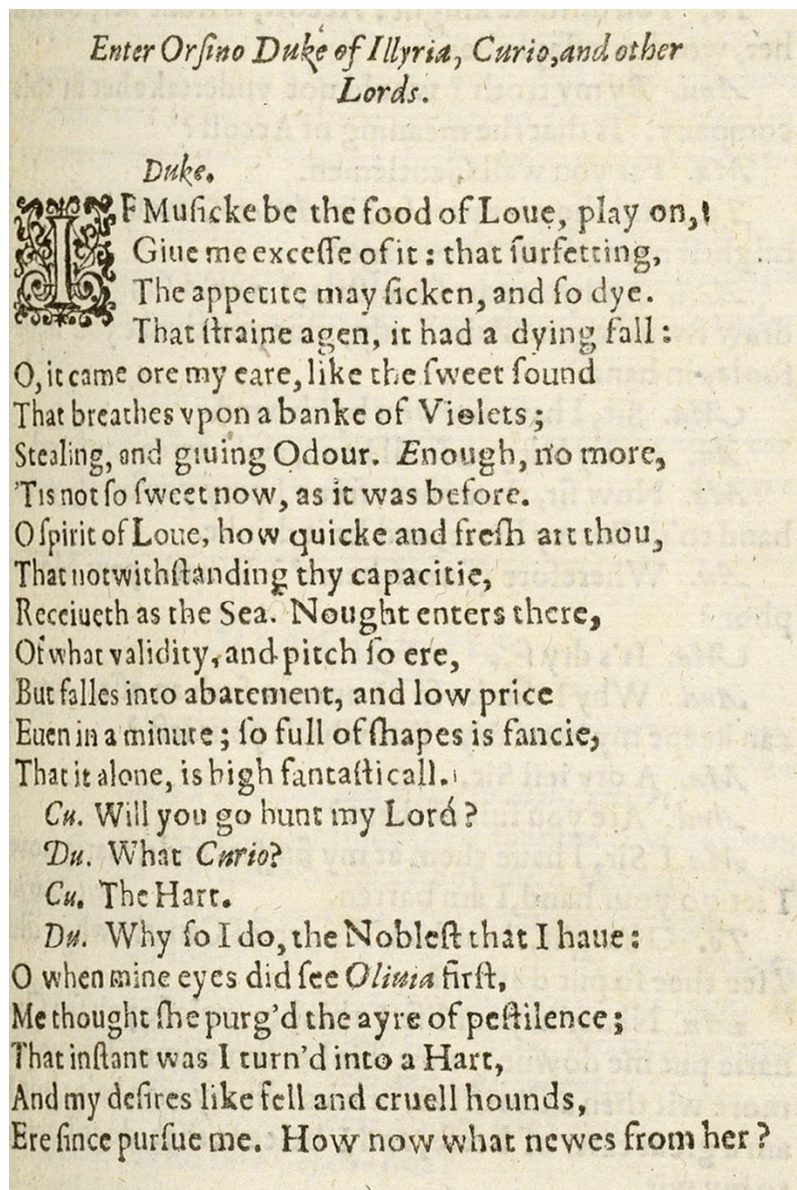 Enter Orſino Duke of Illyria, Curio, and other
Lords.
Duke.
IF Muſicke be the food of Loue, play on,
Giue me exceſſe of it: that ſurfetting,
The appetite may ſicken, and ſo dye.
That ſtraine agen, it had a dying fall:
O, it came ore my eare, like the ſweet ſound
That breathes vpon a banke of Violets;
Stealing, and giuing Odour. Enough, no more,
'Tis not ſo ſweet now, as it was before.
O ſpirit of Loue, how quicke and freſh art thou,
That notwithſtanding thy capacitie,
Receiueth as the Sea. Nought enters there,
Of what validity, and pitch ſo ere,
But falles into abatement, and low price
Euen in a minute; ſo full of ſhapes is fancie,
That it alone, is high fantaſticall.
Cu. Will you go hunt my Lord?
Du. What Curio?
Cu. The Hart.
Du. Why ſo I do, the Nobleſt that I haue:
O when mine eyes did ſee Oliuia firſt,
Me thought ſhe purg'd the ayre of peſtilence;
That inſtant was I turn'd into a Hart,
And my deſires like fell and cruell hounds,
Ere ſince purſue me. How now what newes from her?